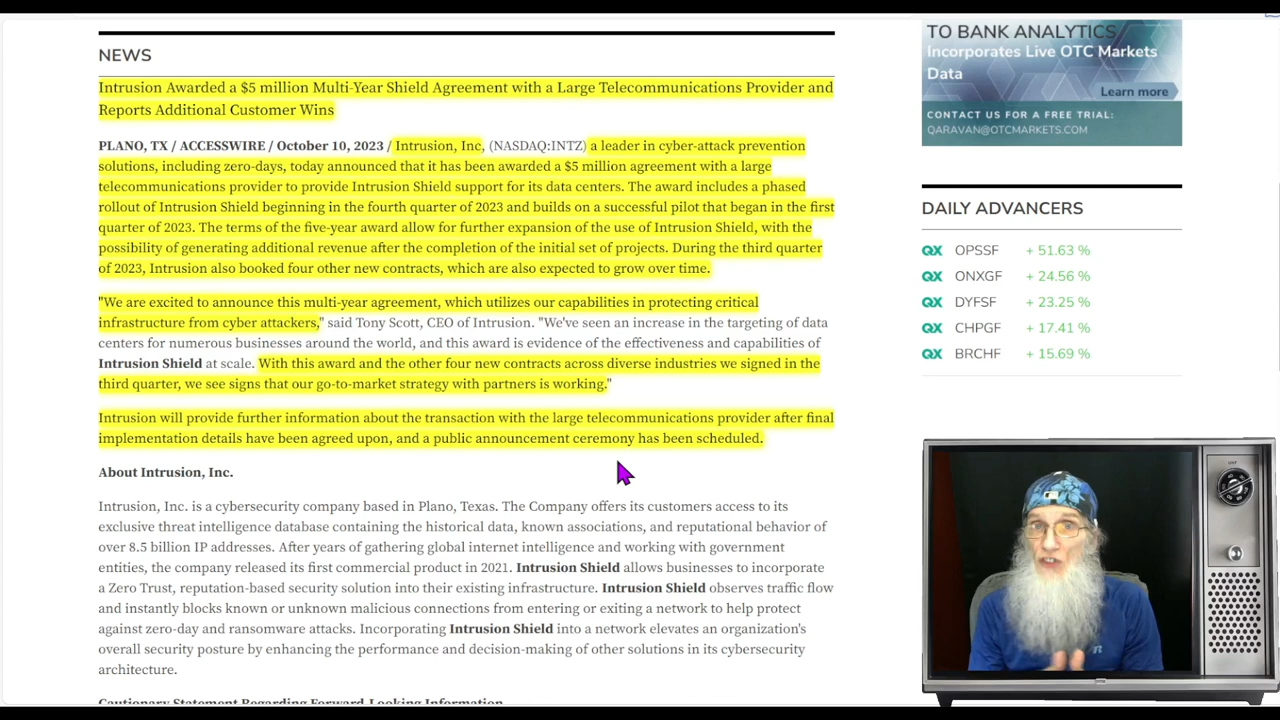 NEWS
Intrusion Awarded a $5 million Multi-Year Shield Agreement with a Large Telecommunications Provider and
Reports Additional Customer Wins
PLANO, TX / ACCESSWIRE / October 10, 2023 / Intrusion, Inc, (NASDAQ:INTZ) a leader in cyber-attack prevention
solutions, including zero-days, today announced that it has been awarded a $5 million agreement with a large
telecommunications provider to provide Intrusion Shield support for its data centers. The award includes a phased
rollout of Intrusion Shield beginning in the fourth quarter of 2023 and builds on a successful pilot that began in the first
quarter of 2023. The terms of the five-year award allow for further expansion of the use of Intrusion Shield, with the
possibility of generating additional revenue after the completion of the initial set of projects. During the third quarter
of 2023, Intrusion also booked four other new contracts, which are also expected to grow over time.
"We are excited to announce this multi-year agreement, which utilizes our capabilities in protecting critical
infrastructure from cyber attackers," said Tony Scott, CEO of Intrusion. "We've seen an increase in the targeting of data
centers for numerous businesses around the world, and this award is evidence of the effectiveness and capabilities of
Intrusion Shield at scale. With this award and the other four new contracts across diverse industries we signed in the
third quarter, we see signs that our go-to-market strategy with partners is working."
Intrusion will provide further information about the transaction with the large telecommunications provider after final
implementation details have been agreed upon, and a public announcement ceremony has been scheduled.
About Intrusion, Inc.
Intrusion, Inc. is a cybersecurity company based in Plano, Texas. The Company offers its customers access to its
exclusive threat intelligence database containing the historical data, known associations, and reputational behavior of
over 8.5 billion IP addresses. After years of gathering global internet intelligence and working with government
entities, the company released its first commercial product in 2021. Intrusion Shield allows businesses to incorporate
a Zero Trust, reputation-based security solution into their existing infrastructure. Intrusion Shield observes traffic flow
and instantly blocks known or unknown malicious connections from entering or exiting a network to help protect
against zero-day and ransomware attacks. Incorporating Intrusion Shield into a network elevates an organization's
overall security posture by enhancing the performance and decision-making of other solutions in its cybersecurity
architecture.
Cautionary Statement Regarding Forward-Looking Information
TO BANK ANALYTICS
Incorporates Live OTC Markets
Data
Learn more
CONTACT US FOR A FREE TRIAL:
QARAVAN@OTCMARKETS.COM
DAILY ADVANCERS
QX OPSSF + 51.63 %
QX ONXGF + 24.56 %
QX DYFSF + 23.25 %
QX CHPGF + 17.41 %
QX BRCHF + 15.69 %